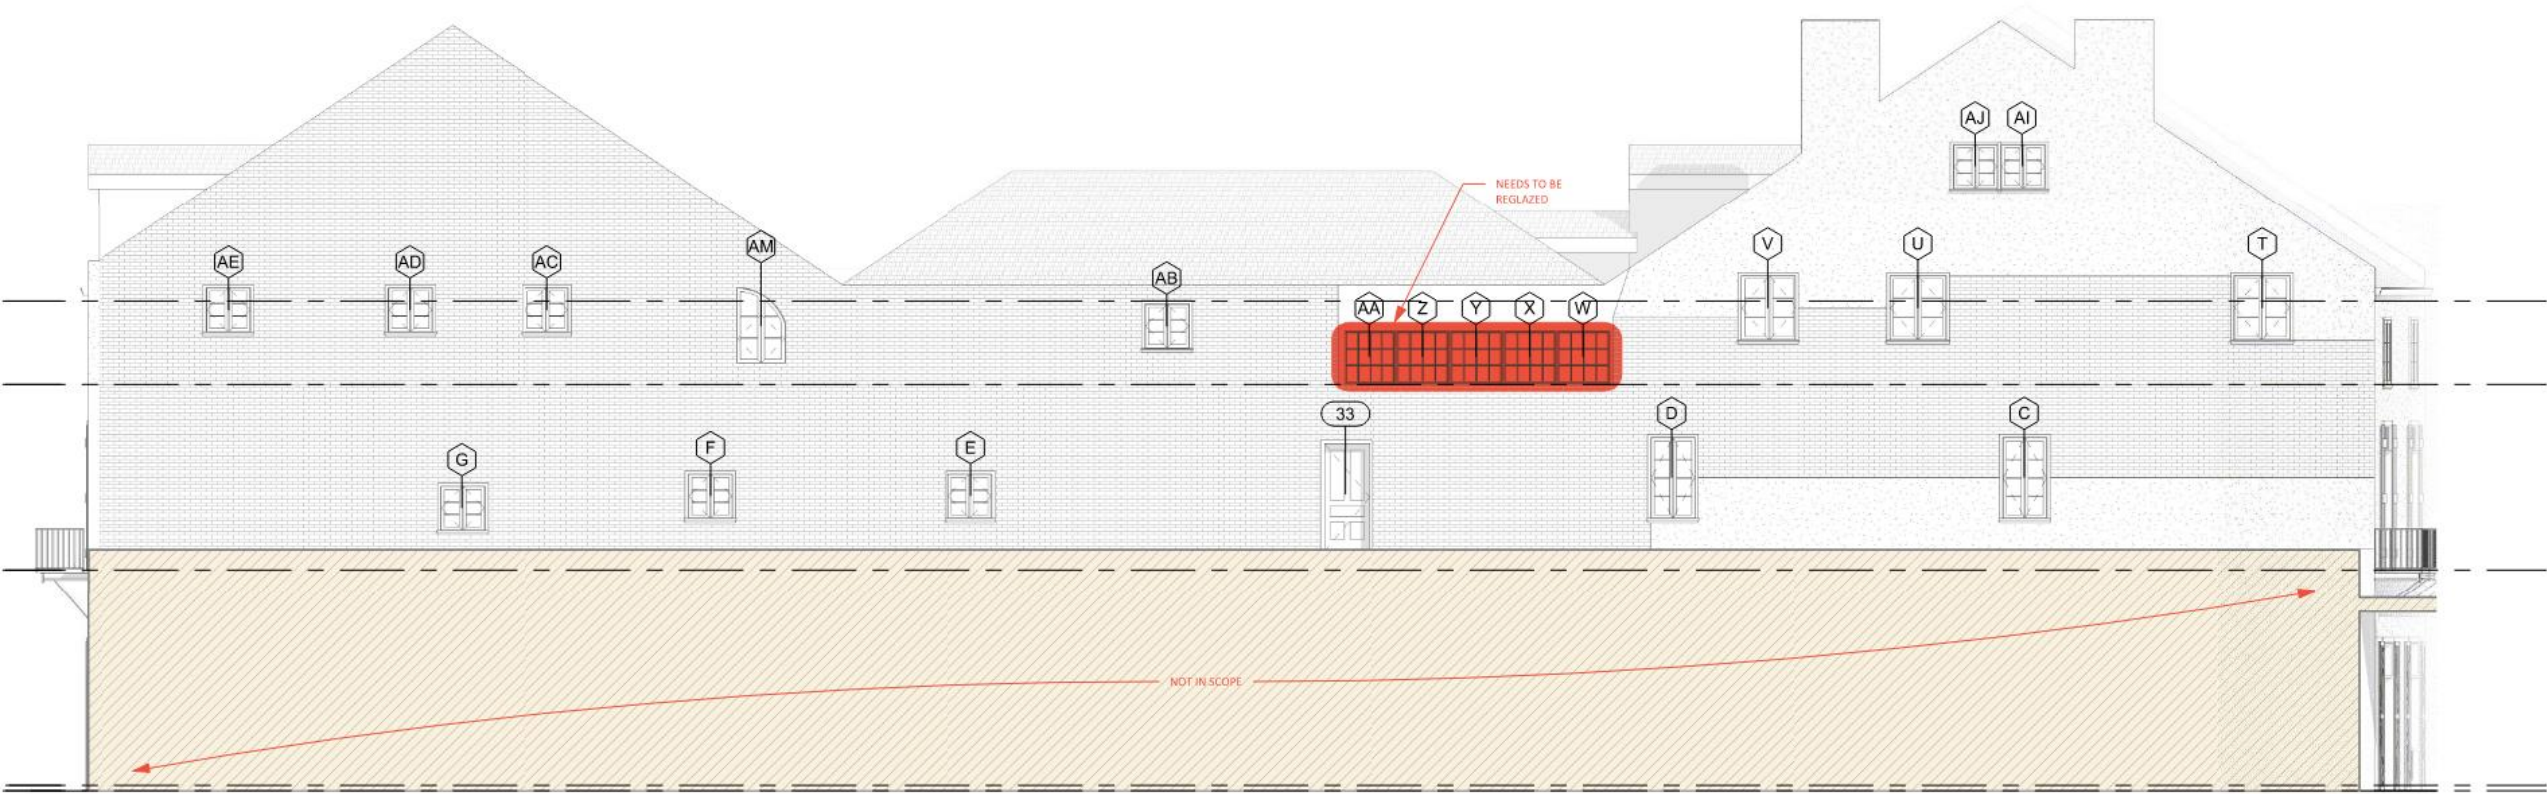 AJ
AI
NEEDS TO BE
REGLAZED
AE
AD
AC
AM
AB
V
U
T
AA
Z
Y
X
W
33
D
C
G
F
E
NOT IN SCOPE